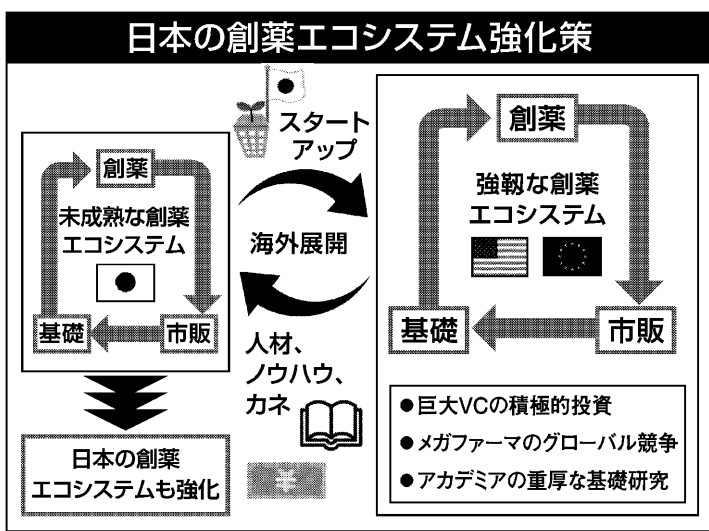 日本の創薬エコシステム強化策
スタート
アップ
創薬
未成熟な創薬
エコシステム
基礎
市販
海外展開
人材、
ノウハウ、
カネ
¥
日本の創薬
エコシステムも強化
創薬
強靱な創薬
エコシステム
基礎
市販
●巨大VCの積極的投資
●メガファーマのグローバル競争
●アカデミアの重厚な基礎研究